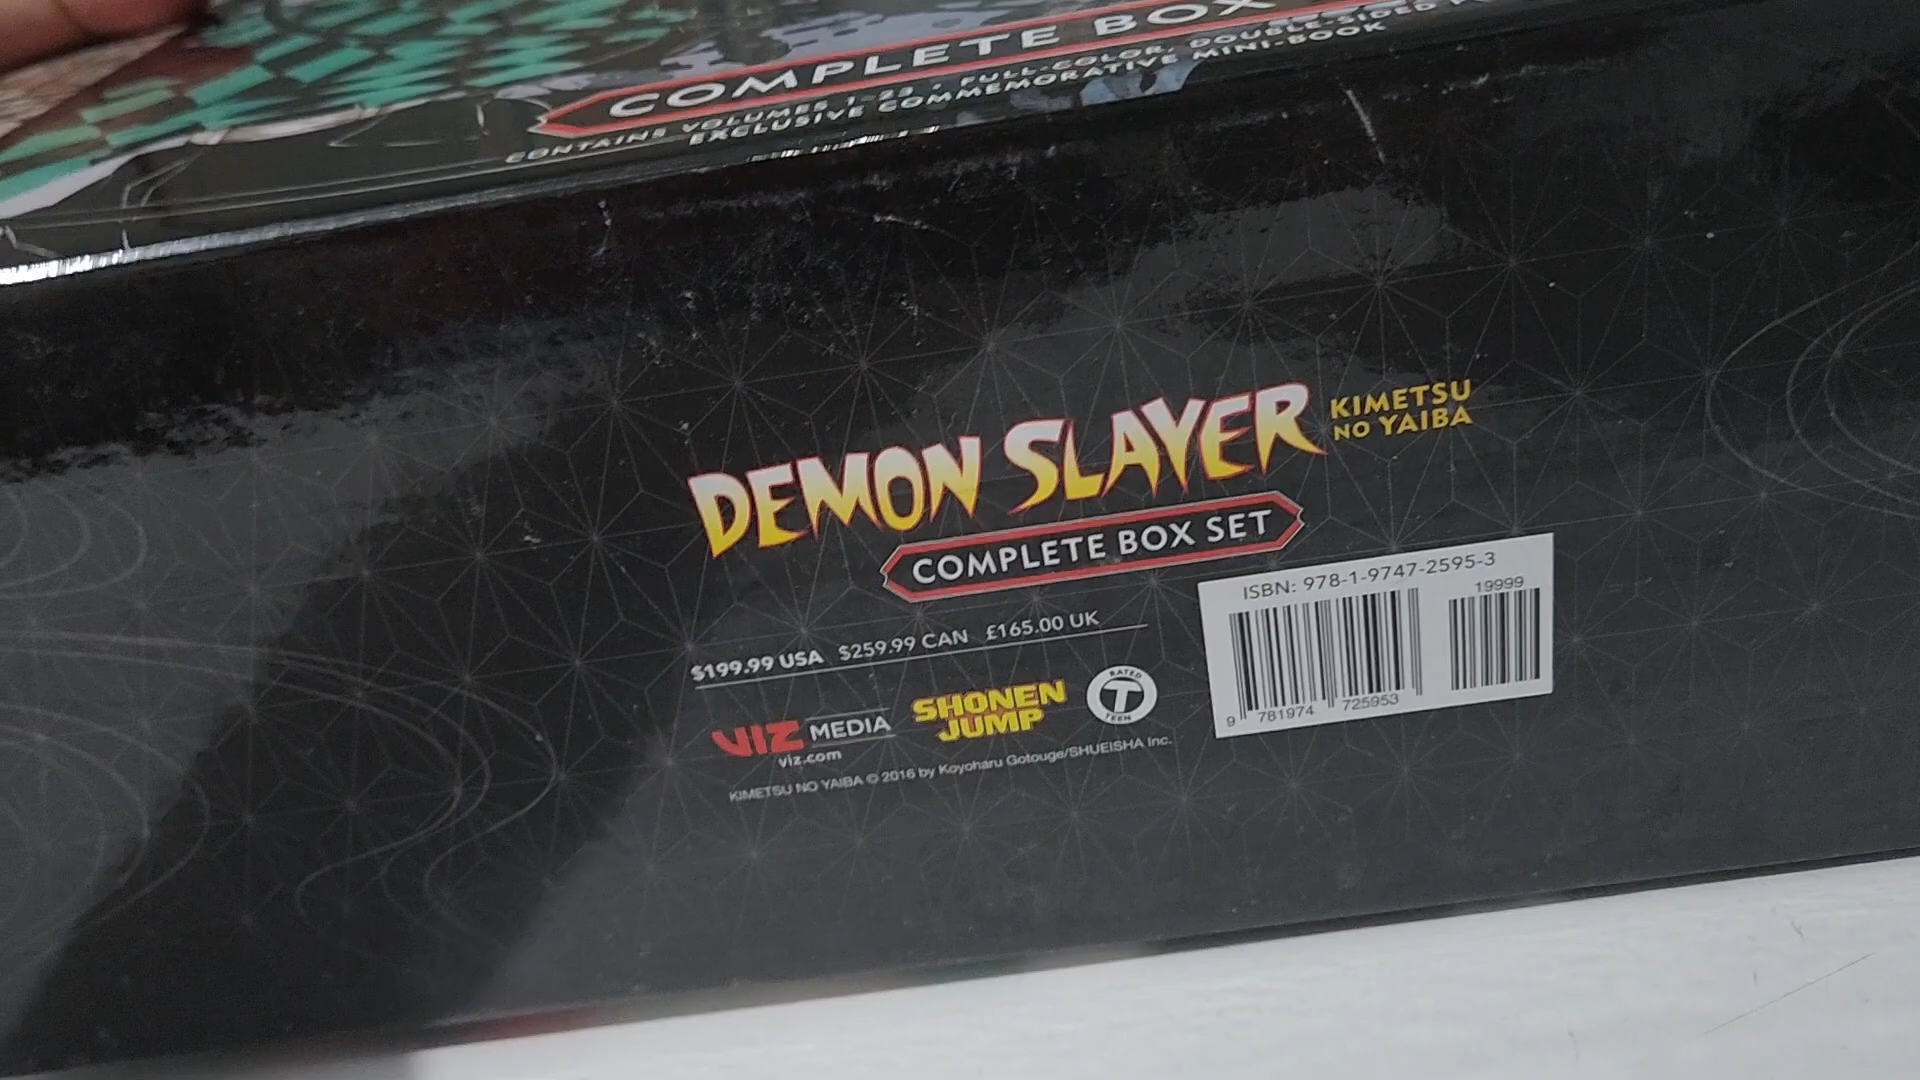 COMPLETE BOX
CONTAINS VOLUMES 1-23, FULL-COLOR, DOUBLE-SIDED
EXCLUSIVE COMMEMORATIVE MINI-BOOK
DEMON SLAYER
KIMETSU
NO YAIBA
COMPLETE BOX SET
$199.99 USA $259.99 CAN £165.00 UK
VIZ MEDIA
viz.com
SHONEN
JUMP
RATED
T
TEEN
KIMETSU NO YAIBA © 2016 by Koyoharu Gotouge/SHUEISHA Inc.
ISBN: 978-1-9747-2595-3
19999
9 781974 725953